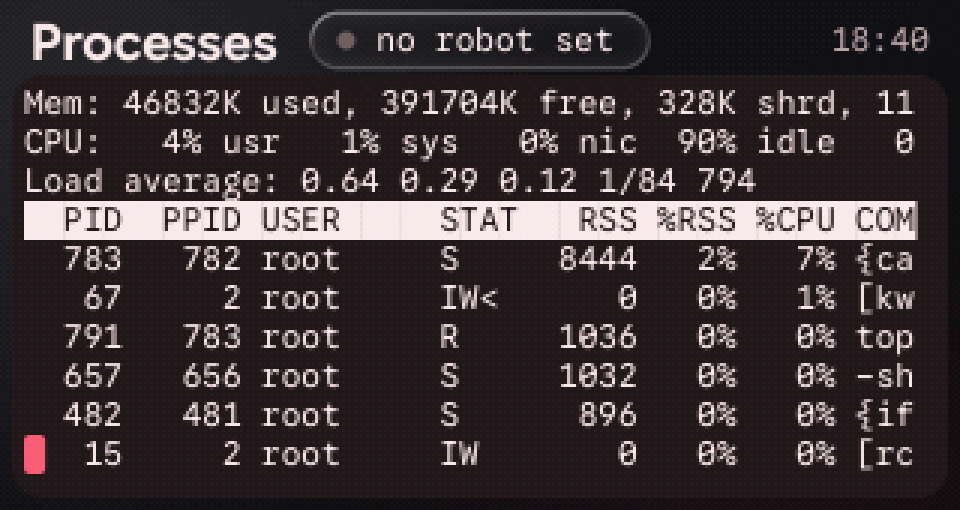 Processes no robot set 18:40
Mem: 46832K used, 391704K free, 328K shrd, 11
CPU: 4% usr 1% sys 0% nic 90% idle 0
Load average: 0.64 0.29 0.12 1/84 794
PID PPID USER STAT RSS %RSS %CPU COM
783 782 root S 8444 2% 7% {ca
67 2 root IW< 0 0% 1% [kw
791 783 root R 1036 0% 0% top
657 656 root S 1032 0% 0% -sh
482 481 root S 896 0% 0% {if
15 2 root IW 0 0% 0% [rc